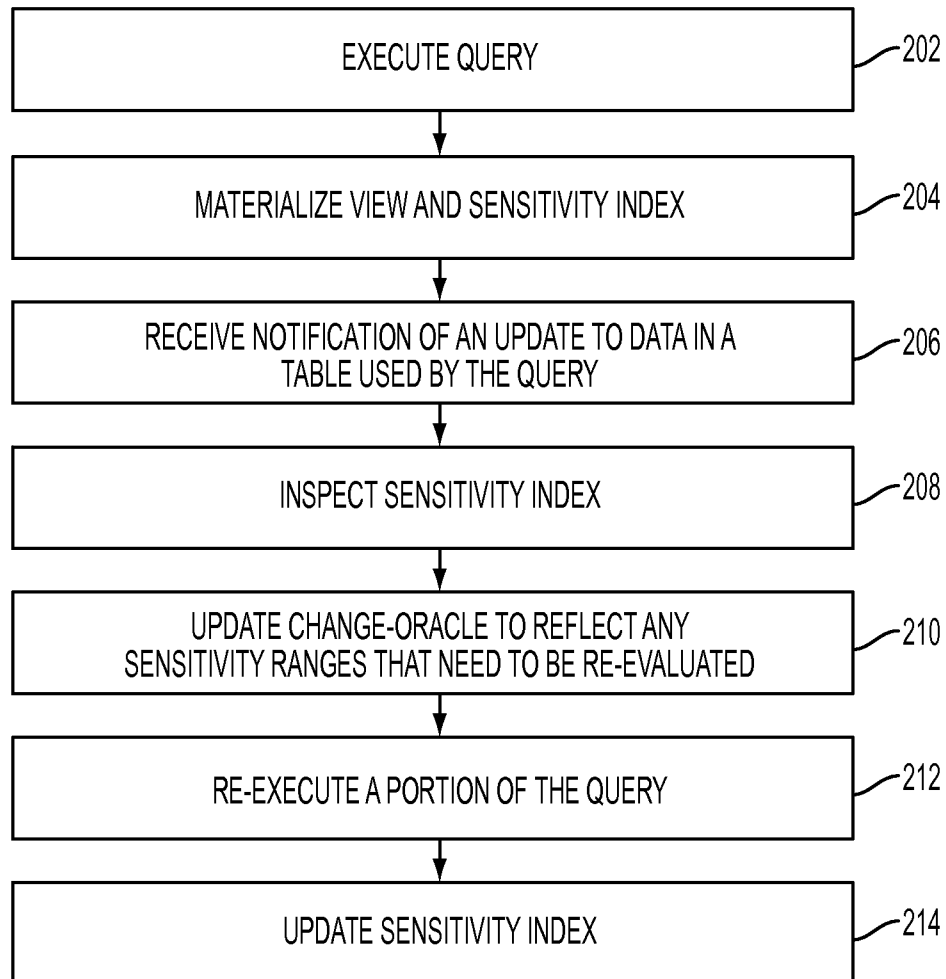 EXECUTE QUERY
202
MATERIALIZE VIEW AND SENSITIVITY INDEX
204
RECEIVE NOTIFICATION OF AN UPDATE TO DATA IN A
TABLE USED BY THE QUERY
206
INSPECT SENSITIVITY INDEX
208
UPDATE CHANGE-ORACLE TO REFLECT ANY
SENSITIVITY RANGES THAT NEED TO BE RE-EVALUATED
210
RE-EXECUTE A PORTION OF THE QUERY
212
UPDATE SENSITIVITY INDEX
214